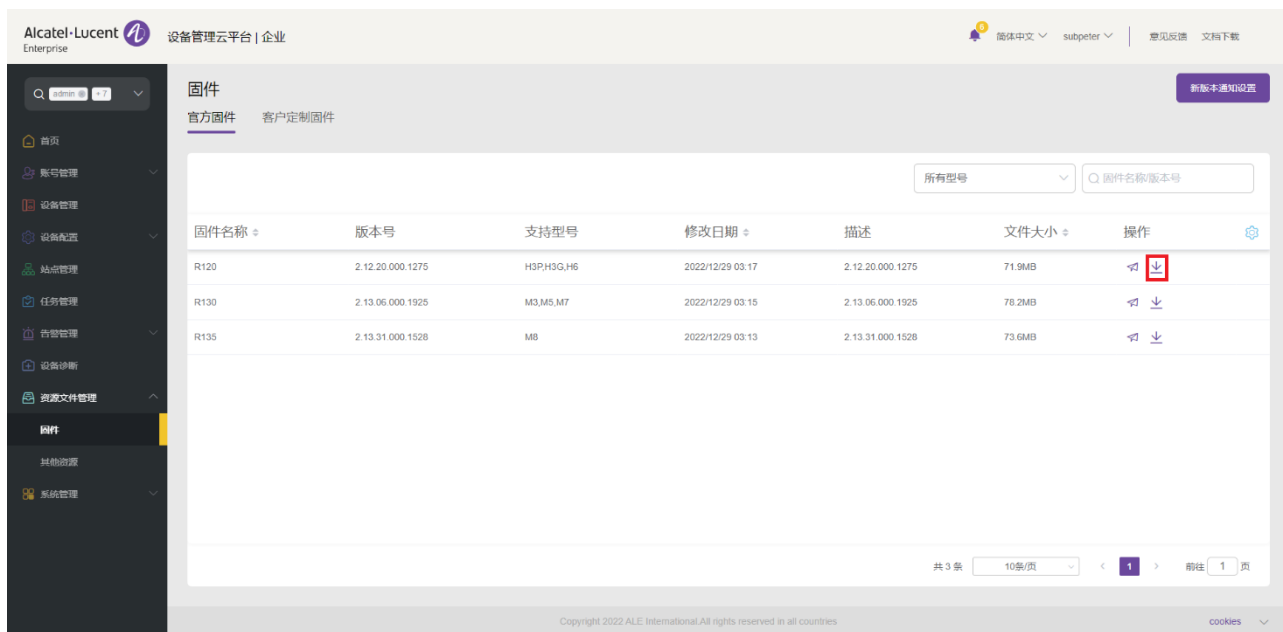 Alcatel·Lucent
Enterprise
设备管理云平台 | 企业
5
简体中文
subpeter
意见反馈
文档下载
admin
+ 7
首页
账号管理
设备管理
设备配置
站点管理
任务管理
告警管理
设备诊断
资源文件管理
固件
其他资源
系统管理
固件
新版本通知设置
官方固件 客户定制固件
所有型号
固件名称/版本号
固件名称 版本号 支持型号 修改日期 描述 文件大小 操作
R120 2.12.20.000.1275 H3P,H3G,H6 2022/12/29 03:17 2.12.20.000.1275 71.9MB
R130 2.13.06.000.1925 M3,M5,M7 2022/12/29 03:15 2.13.06.000.1925 78.2MB
R135 2.13.31.000.1528 M8 2022/12/29 03:13 2.13.31.000.1528 73.6MB
共 3 条 10条/页 1 前往 1 页
Copyright 2022 ALE International.All rights reserved in all countries
cookies